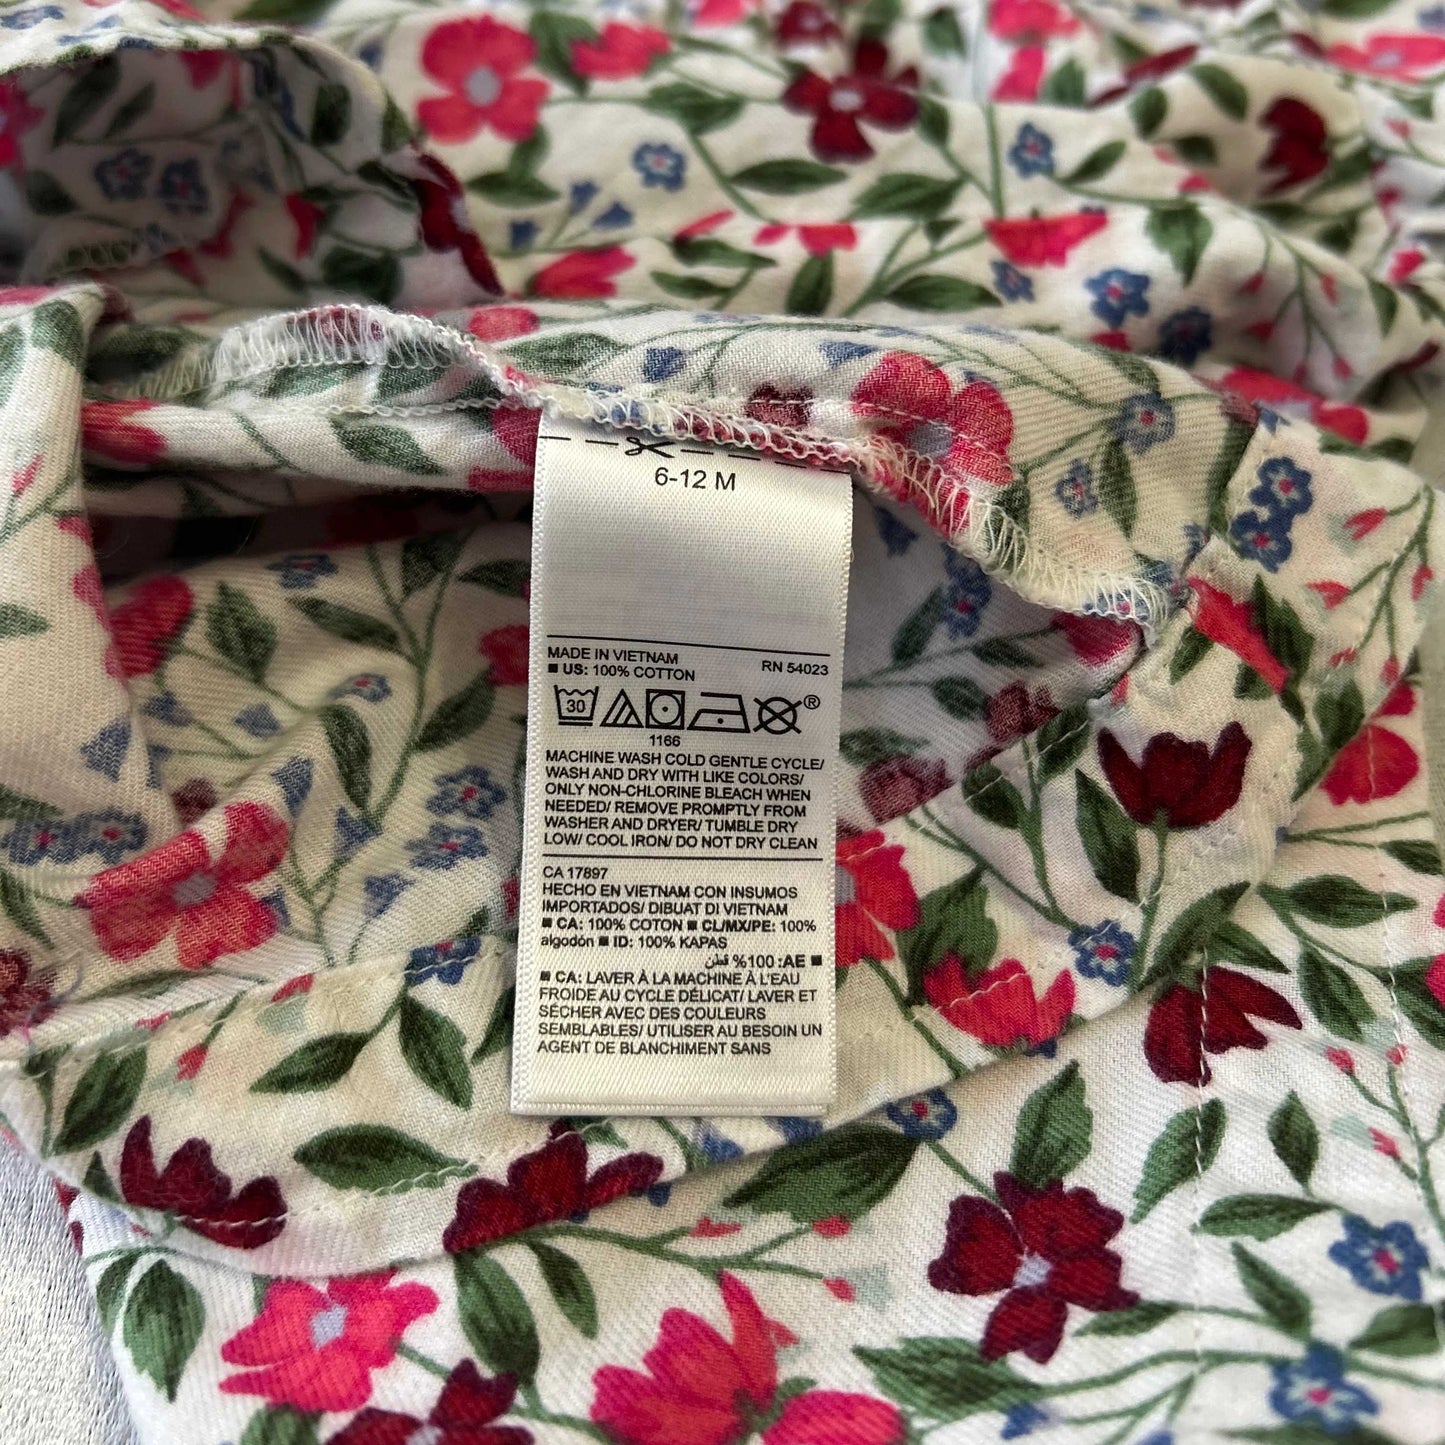 6-12 M
MADE IN VIETNAM RN 54023
■ US: 100% COTTON
30 ®
1166
MACHINE WASH COLD GENTLE CYCLE/
WASH AND DRY WITH LIKE COLORS/
ONLY NON-CHLORINE BLEACH WHEN
NEEDED/ REMOVE PROMPTLY FROM
WASHER AND DRYER/ TUMBLE DRY
LOW/ COOL IRON/ DO NOT DRY CLEAN
CA 17897
HECHO EN VIETNAM CON INSUMOS
IMPORTADOS/ DIBUAT DI VIETNAM
■ CA: 100% COTON ■ CL/MX/PE: 100%
algodón ■ ID: 100% KAPAS
■ AE: 100% قطن
■ CA: LAVER À LA MACHINE À L'EAU
FROIDE AU CYCLE DÉLICAT/ LAVER ET
SÉCHER AVEC DES COULEURS
SEMBLABLES/ UTILISER AU BESOIN UN
AGENT DE BLANCHIMENT SANS